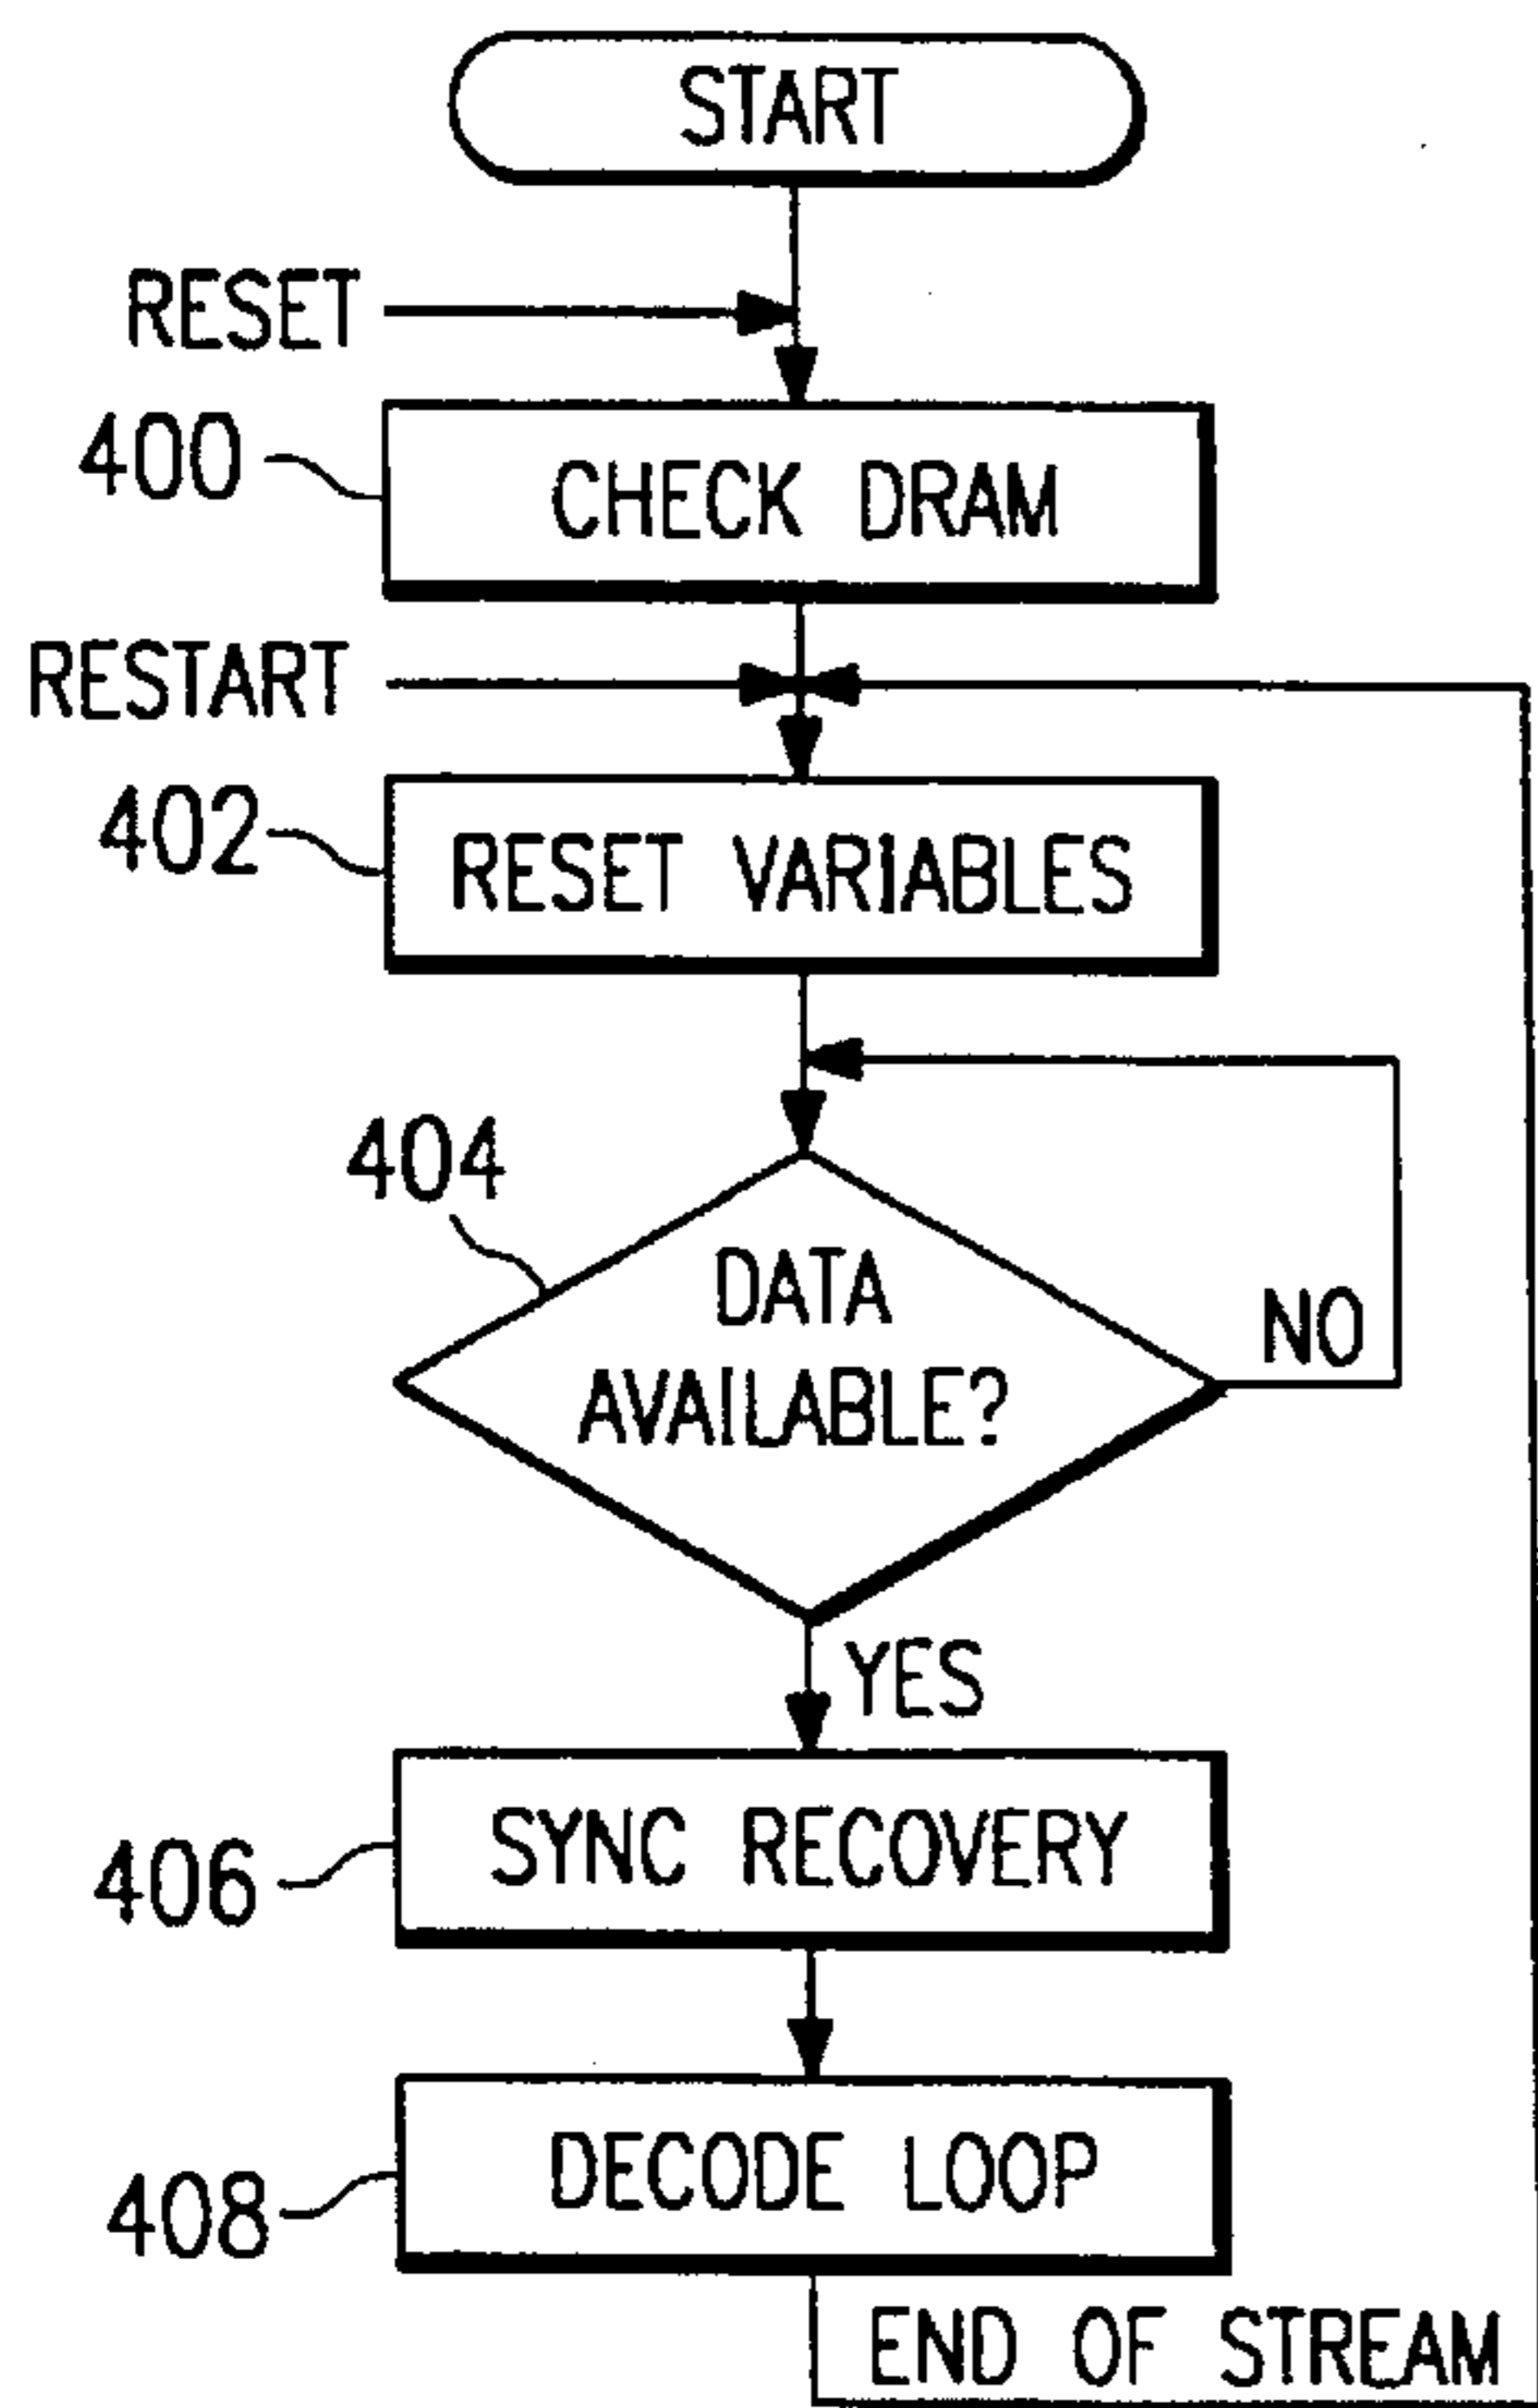 START
RESET
400
CHECK DRAM
RESTART
402
RESET VARIABLES
404
DATA
AVAILABLE?
NO
YES
SYNC RECOVERY
406
DECODE LOOP
408
END OF STREAM